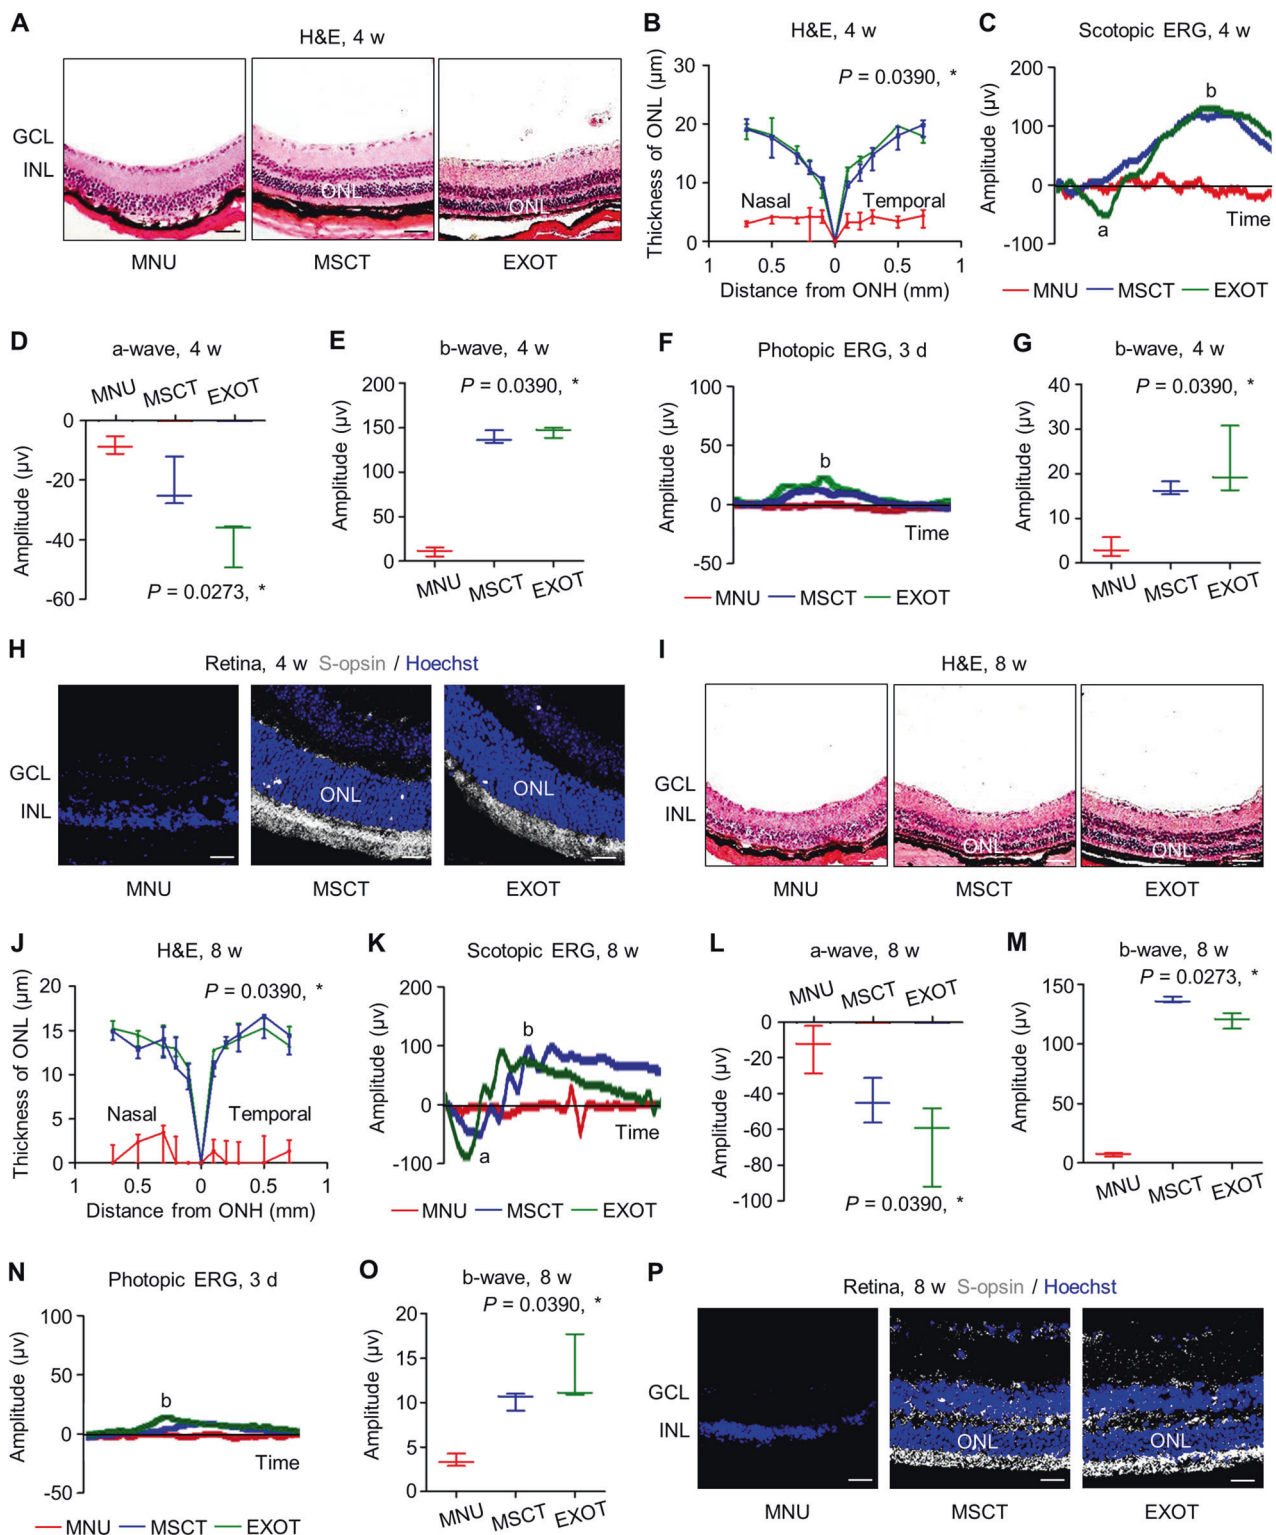 A
H&E, 4 w
GCL
INL
ONL
ONL
MNU
MSCT
EXOT
B
H&E, 4 w
P = 0.0390, *
Thickness of ONL (µm)
30
20
10
0
Nasal
Temporal
1
0.5
0
0.5
1
Distance from ONH (mm)
C
Scotopic ERG, 4 w
Amplitude (µv)
200
100
0
-100
b
a
Time
MNU
MSCT
EXOT
D
a-wave, 4 w
MNU
MSCT
EXOT
Amplitude (µv)
0
-20
-40
-60
P = 0.0273, *
E
b-wave, 4 w
P = 0.0390, *
Amplitude (µv)
200
150
100
50
0
MNU
MSCT
EXOT
F
Photopic ERG, 3 d
Amplitude (µv)
100
50
0
-50
b
Time
MNU
MSCT
EXOT
G
b-wave, 4 w
P = 0.0390, *
Amplitude (µv)
40
30
20
10
0
MNU
MSCT
EXOT
H
Retina, 4 w S-opsin / Hoechst
GCL
INL
ONL
ONL
MNU
MSCT
EXOT
I
H&E, 8 w
GCL
INL
ONL
ONL
MNU
MSCT
EXOT
J
H&E, 8 w
P = 0.0390, *
Thickness of ONL (µm)
20
15
10
5
0
Nasal
Temporal
1
0.5
0
0.5
1
Distance from ONH (mm)
K
Scotopic ERG, 8 w
Amplitude (µv)
200
100
0
-100
b
a
Time
MNU
MSCT
EXOT
L
a-wave, 8 w
MNU
MSCT
EXOT
Amplitude (µv)
0
-20
-40
-60
-80
-100
P = 0.0390, *
M
b-wave, 8 w
P = 0.0273, *
Amplitude (µv)
150
100
50
0
MNU
MSCT
EXOT
N
Photopic ERG, 3 d
Amplitude (µv)
100
50
0
-50
b
Time
MNU
MSCT
EXOT
O
b-wave, 8 w
P = 0.0390, *
Amplitude (µv)
20
15
10
5
0
MNU
MSCT
EXOT
P
Retina, 8 w S-opsin / Hoechst
GCL
INL
ONL
ONL
MNU
MSCT
EXOT